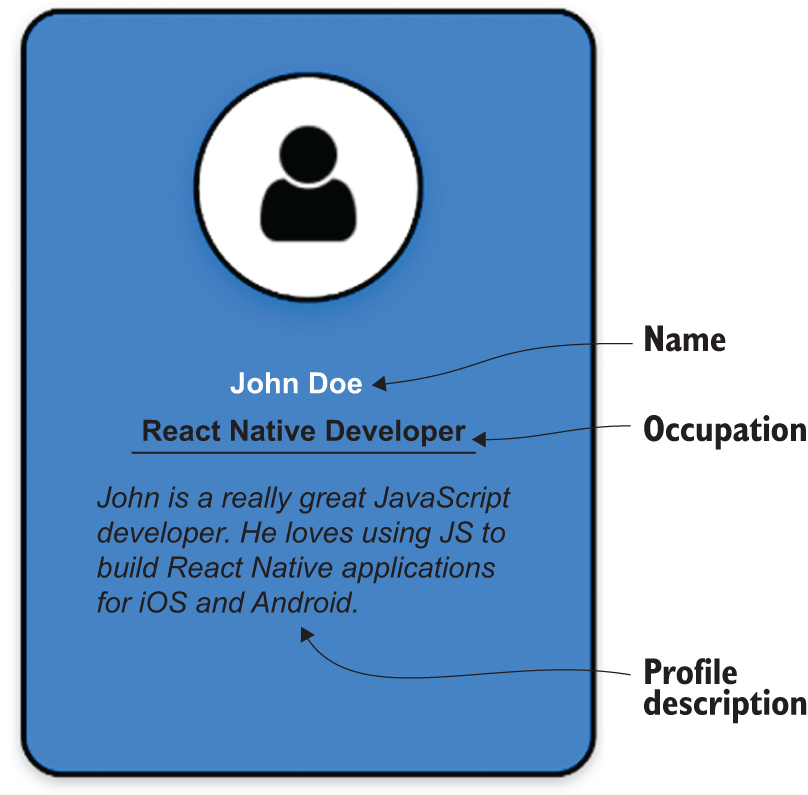 Name
John Doe
Occupation
React Native Developer
John is a really great JavaScript
developer. He loves using JS to
build React Native applications
for iOS and Android.
Profile
description